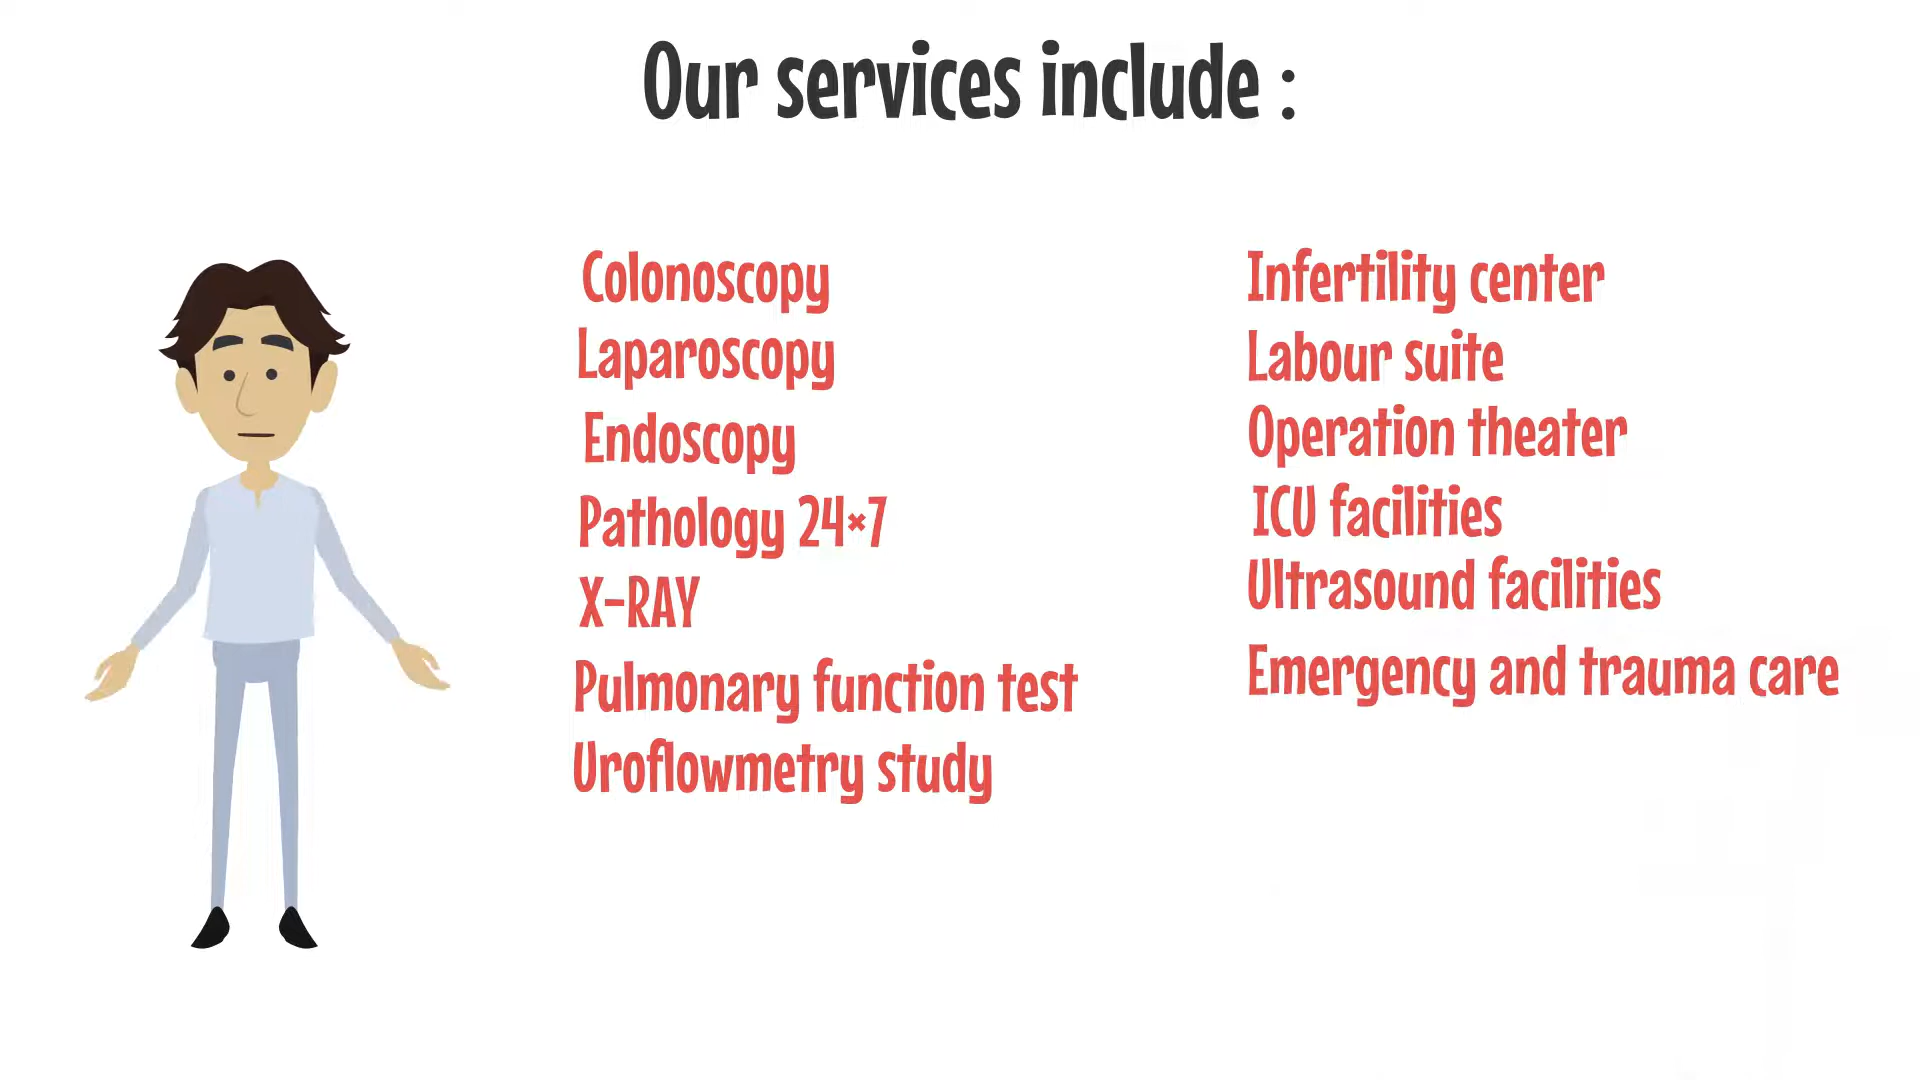 Our services include :
Colonoscopy
Laparoscopy
Endoscopy
Pathology 24×7
X-RAY
Pulmonary function test
Uroflowmetry study
Infertility center
Labour suite
Operation theater
ICU facilities
Ultrasound facilities
Emergency and trauma care